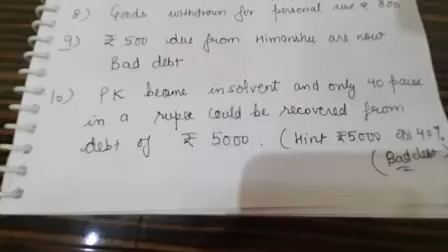 8) Goods withdrawn for personal use ₹ 800
9) ₹ 500 due from Himanshu are now
Bad debt
10) PK became insolvent and only 40 paise
in a rupee could be recovered from
debt of ₹ 5000. (Hint ₹5000 40%
(Bad debt